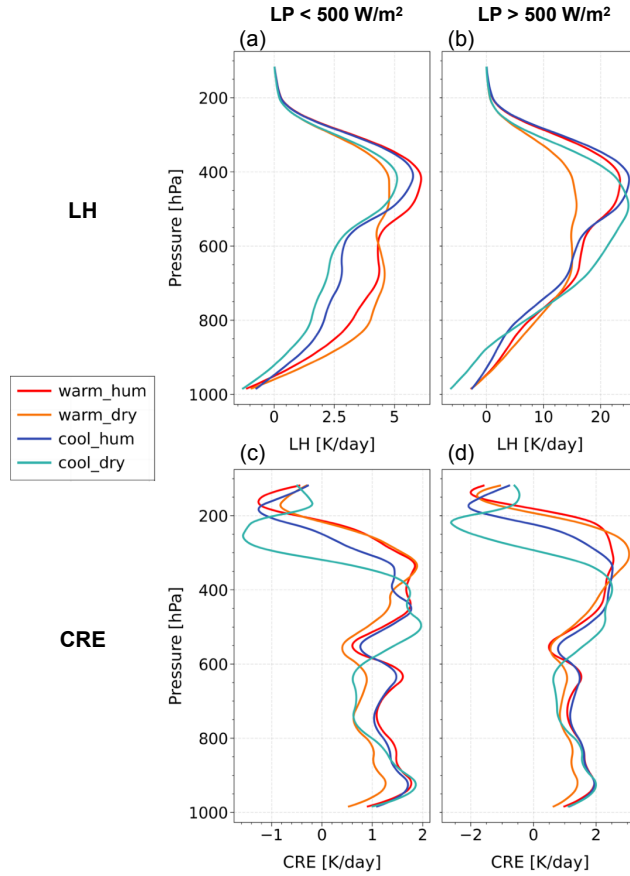 LP < 500 W/m²
LP > 500 W/m²
(a)
(b)
200
400
600
800
1000
Pressure [hPa]
LH
0
2.5
5
LH [K/day]
0
10
20
LH [K/day]
warm_hum
warm_dry
cool_hum
cool_dry
(c)
(d)
200
400
600
800
1000
Pressure [hPa]
CRE
−1
0
1
2
CRE [K/day]
−2
0
2
CRE [K/day]